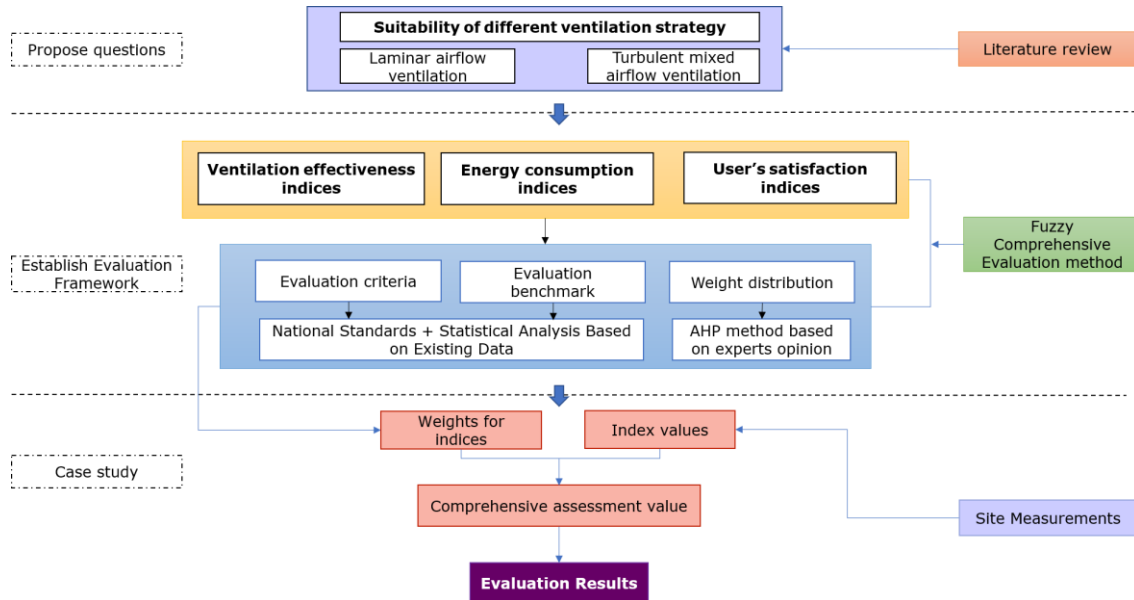 Suitability of different ventilation strategy
Propose questions
Laminar airflow
ventilation
Turbulent mixed
airflow ventilation
Literature review
Ventilation effectiveness
indices
Energy consumption
indices
User's satisfaction
indices
Fuzzy
Comprehensive
Evaluation method
Establish Evaluation
Framework
Evaluation criteria
Evaluation
benchmark
Weight distribution
National Standards + Statistical Analysis Based
on Existing Data
AHP method based
on experts opinion
Weights for
indices
Index values
Case study
Comprehensive assessment value
Site Measurements
Evaluation Results